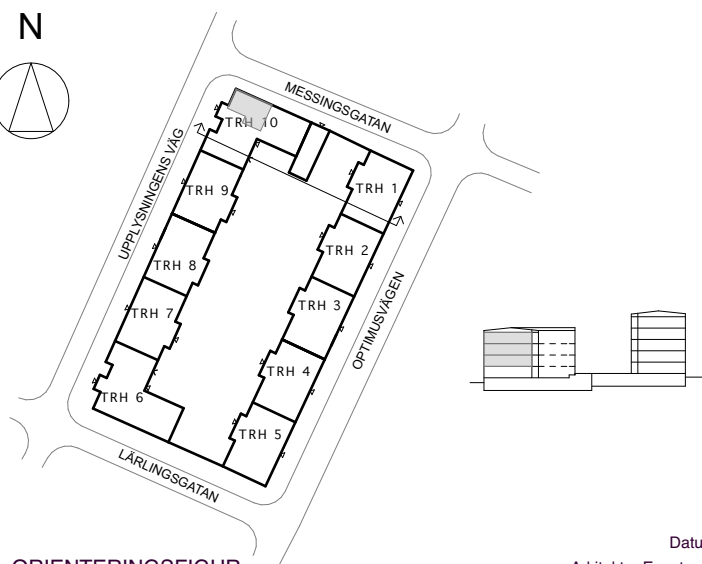 N
MESSINGSGATAN
UPPLYSNINGENS VÄG
TRH 10
TRH 9
TRH 1
TRH 8
TRH 2
TRH 7
TRH 3
OPTIMUSVÄGEN
TRH 6
TRH 4
TRH 5
LÄRLINGSGATAN
Datu